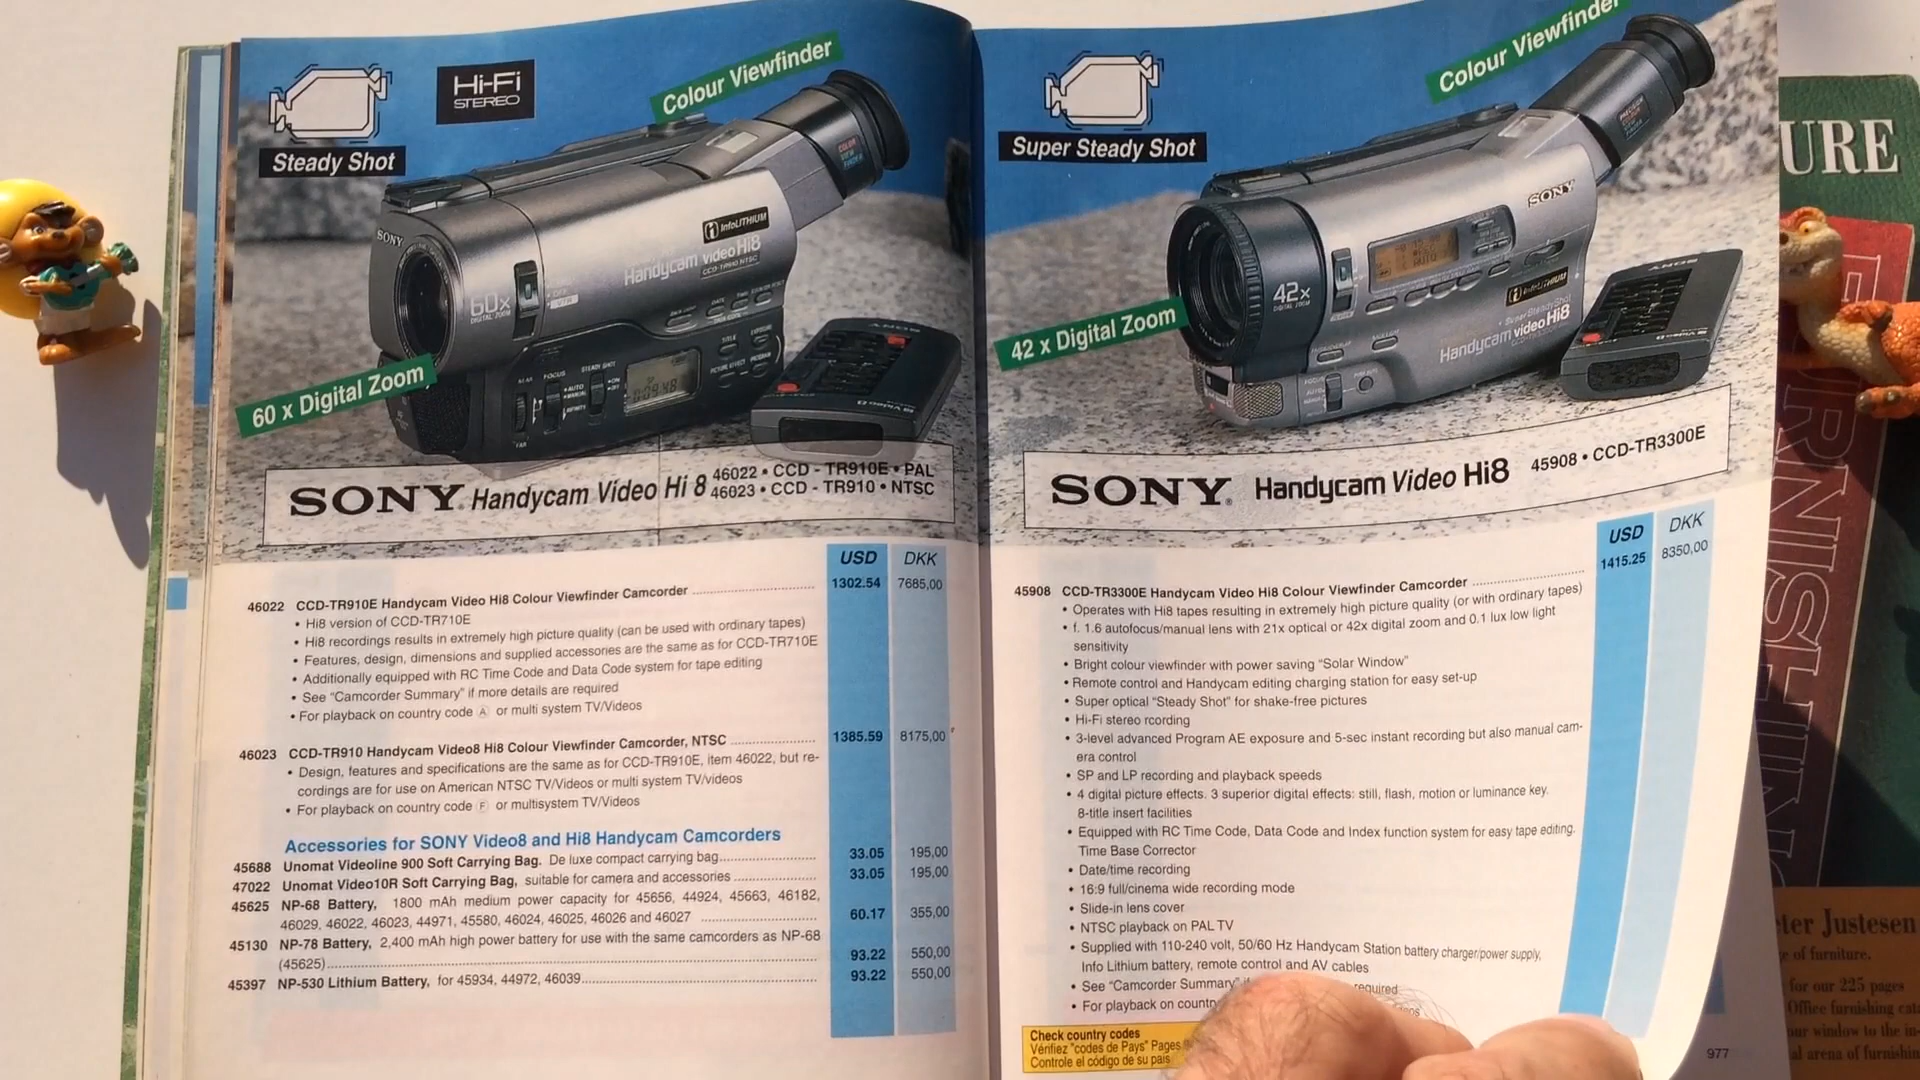 Steady Shot
Hi-Fi
STEREO
Colour Viewfinder
SONY
InfoLITHIUM
Handycam video Hi8
CCD-TR910 NTSC
60x
DIGITAL ZOOM
FOCUS
STEADY SHOT
60 x Digital Zoom
SONY Handycam Video Hi 8
46022 • CCD - TR910E • PAL
46023 • CCD - TR910 • NTSC
USD DKK
46022 CCD-TR910E Handycam Video Hi8 Colour Viewfinder Camcorder 1302.54 7685,00
• Hi8 version of CCD-TR710E
• Hi8 recordings results in extremely high picture quality (can be used with ordinary tapes)
• Features, design, dimensions and supplied accessories are the same as for CCD-TR710E
• Additionally equipped with RC Time Code and Data Code system for tape editing
• See "Camcorder Summary" if more details are required
• For playback on country code A or multi system TV/Videos
46023 CCD-TR910 Handycam Video8 Hi8 Colour Viewfinder Camcorder, NTSC 1385.59 8175,00
• Design, features and specifications are the same as for CCD-TR910E, item 46022, but re-
cordings are for use on American NTSC TV/Videos or multi system TV/videos
• For playback on country code F or multisystem TV/Videos
Accessories for SONY Video8 and Hi8 Handycam Camcorders
45688 Unomat Videoline 900 Soft Carrying Bag. De luxe compact carrying bag 33.05 195,00
47022 Unomat Video10R Soft Carrying Bag, suitable for camera and accessories 33.05 195,00
45625 NP-68 Battery, 1800 mAh medium power capacity for 45656, 44924, 45663, 46182,
46029, 46022, 46023, 44971, 45580, 46024, 46025, 46026 and 46027 60.17 355,00
45130 NP-78 Battery, 2,400 mAh high power battery for use with the same camcorders as NP-68
(45625) 93.22 550,00
45397 NP-530 Lithium Battery, for 45934, 44972, 46039 93.22 550,00
Super Steady Shot
Colour Viewfinder
SONY
42x
DIGITAL ZOOM
InfoLITHIUM
Super SteadyShot
Handycam video Hi8
SONY
42 x Digital Zoom
SONY Handycam Video Hi8 45908 • CCD-TR3300E
USD DKK
1415.25 8350,00
45908 CCD-TR3300E Handycam Video Hi8 Colour Viewfinder Camcorder
• Operates with Hi8 tapes resulting in extremely high picture quality (or with ordinary tapes)
• f. 1.6 autofocus/manual lens with 21x optical or 42x digital zoom and 0.1 lux low light
sensitivity
• Bright colour viewfinder with power saving "Solar Window"
• Remote control and Handycam editing charging station for easy set-up
• Super optical "Steady Shot" for shake-free pictures
• Hi-Fi stereo rcording
• 3-level advanced Program AE exposure and 5-sec instant recording but also manual cam-
era control
• SP and LP recording and playback speeds
• 4 digital picture effects. 3 superior digital effects: still, flash, motion or luminance key.
8-title insert facilities
• Equipped with RC Time Code, Data Code and Index function system for easy tape editing.
Time Base Corrector
• Date/time recording
• 16:9 full/cinema wide recording mode
• Slide-in lens cover
• NTSC playback on PAL TV
• Supplied with 110-240 volt, 50/60 Hz Handycam Station battery charger/power supply,
Info Lithium battery, remote control and AV cables
• See "Camcorder Summary" required
• For playback on
Check country codes
Vérifiez "codes de Pays" Pages
Controle el código de su pais
977
URE
URNISHING
Justesen
of furniture.
for our 225 pages
Office furnishing
window to the in-
arena of